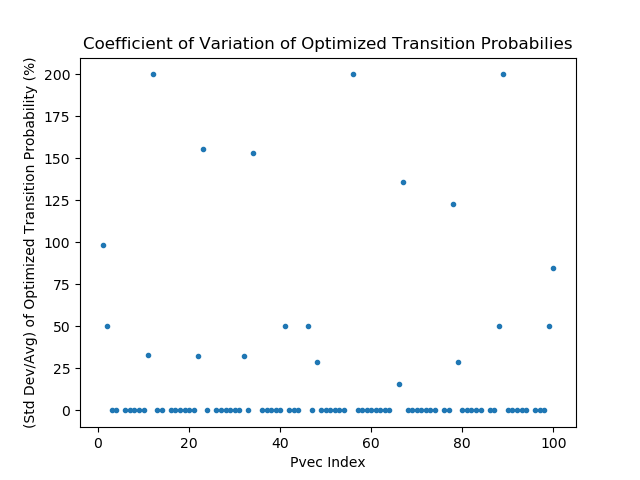 Coefficient of Variation of Optimized Transition Probabilies
(Std Dev/Avg) of Optimized Transition Probability (%)
200
175
150
125
100
75
50
25
0
0 20 40 60 80 100
Pvec Index